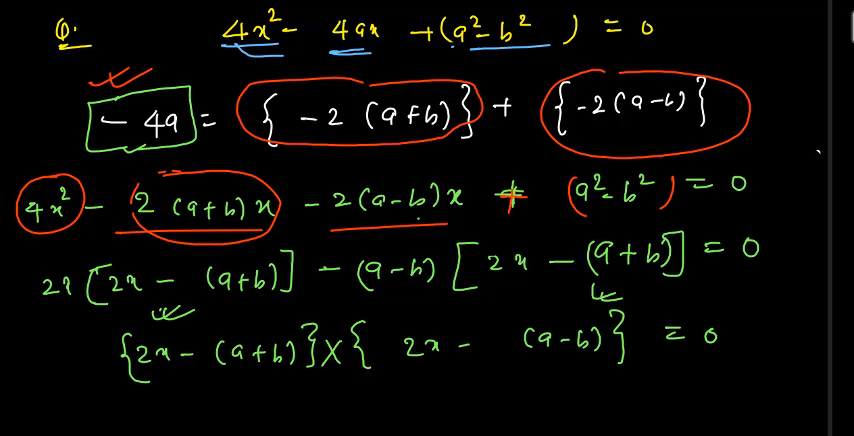 Q. 4x² - 4ax + (a² - b²) = 0
- 4a = { -2 (a+b)} + {-2(a-b)}
4x² - 2 (a+b)x - 2(a-b)x + (a² - b²) = 0
2x [2x - (a+b)] - (a-b) [2x - (a+b)] = 0
{2x - (a+b)} × {2x - (a-b)} = 0